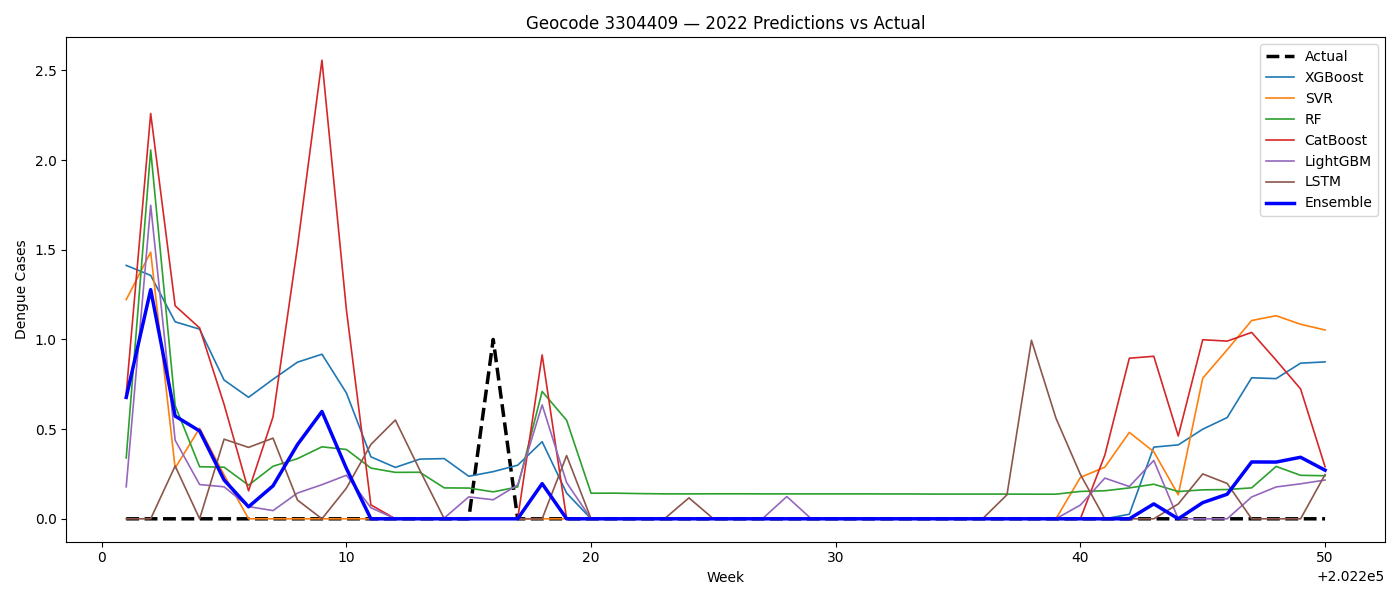 Geocode 3304409 — 2022 Predictions vs Actual
Dengue Cases
2.5
2.0
1.5
1.0
0.5
0.0
Actual
XGBoost
SVR
RF
CatBoost
LightGBM
LSTM
Ensemble
0 10 20 30 40 50
Week
+2.022e5